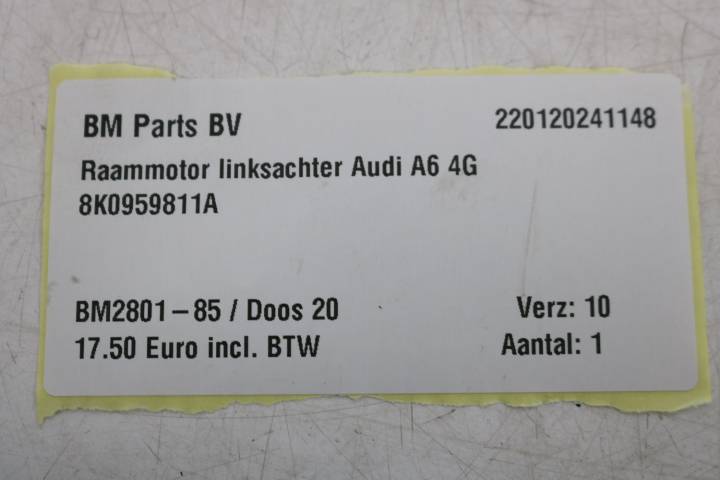 BM Parts BV 220120241148
Raammotor linksachter Audi A6 4G
8K0959811A
BM2801-85 / Doos 20 Verz: 10
17.50 Euro incl. BTW Aantal: 1